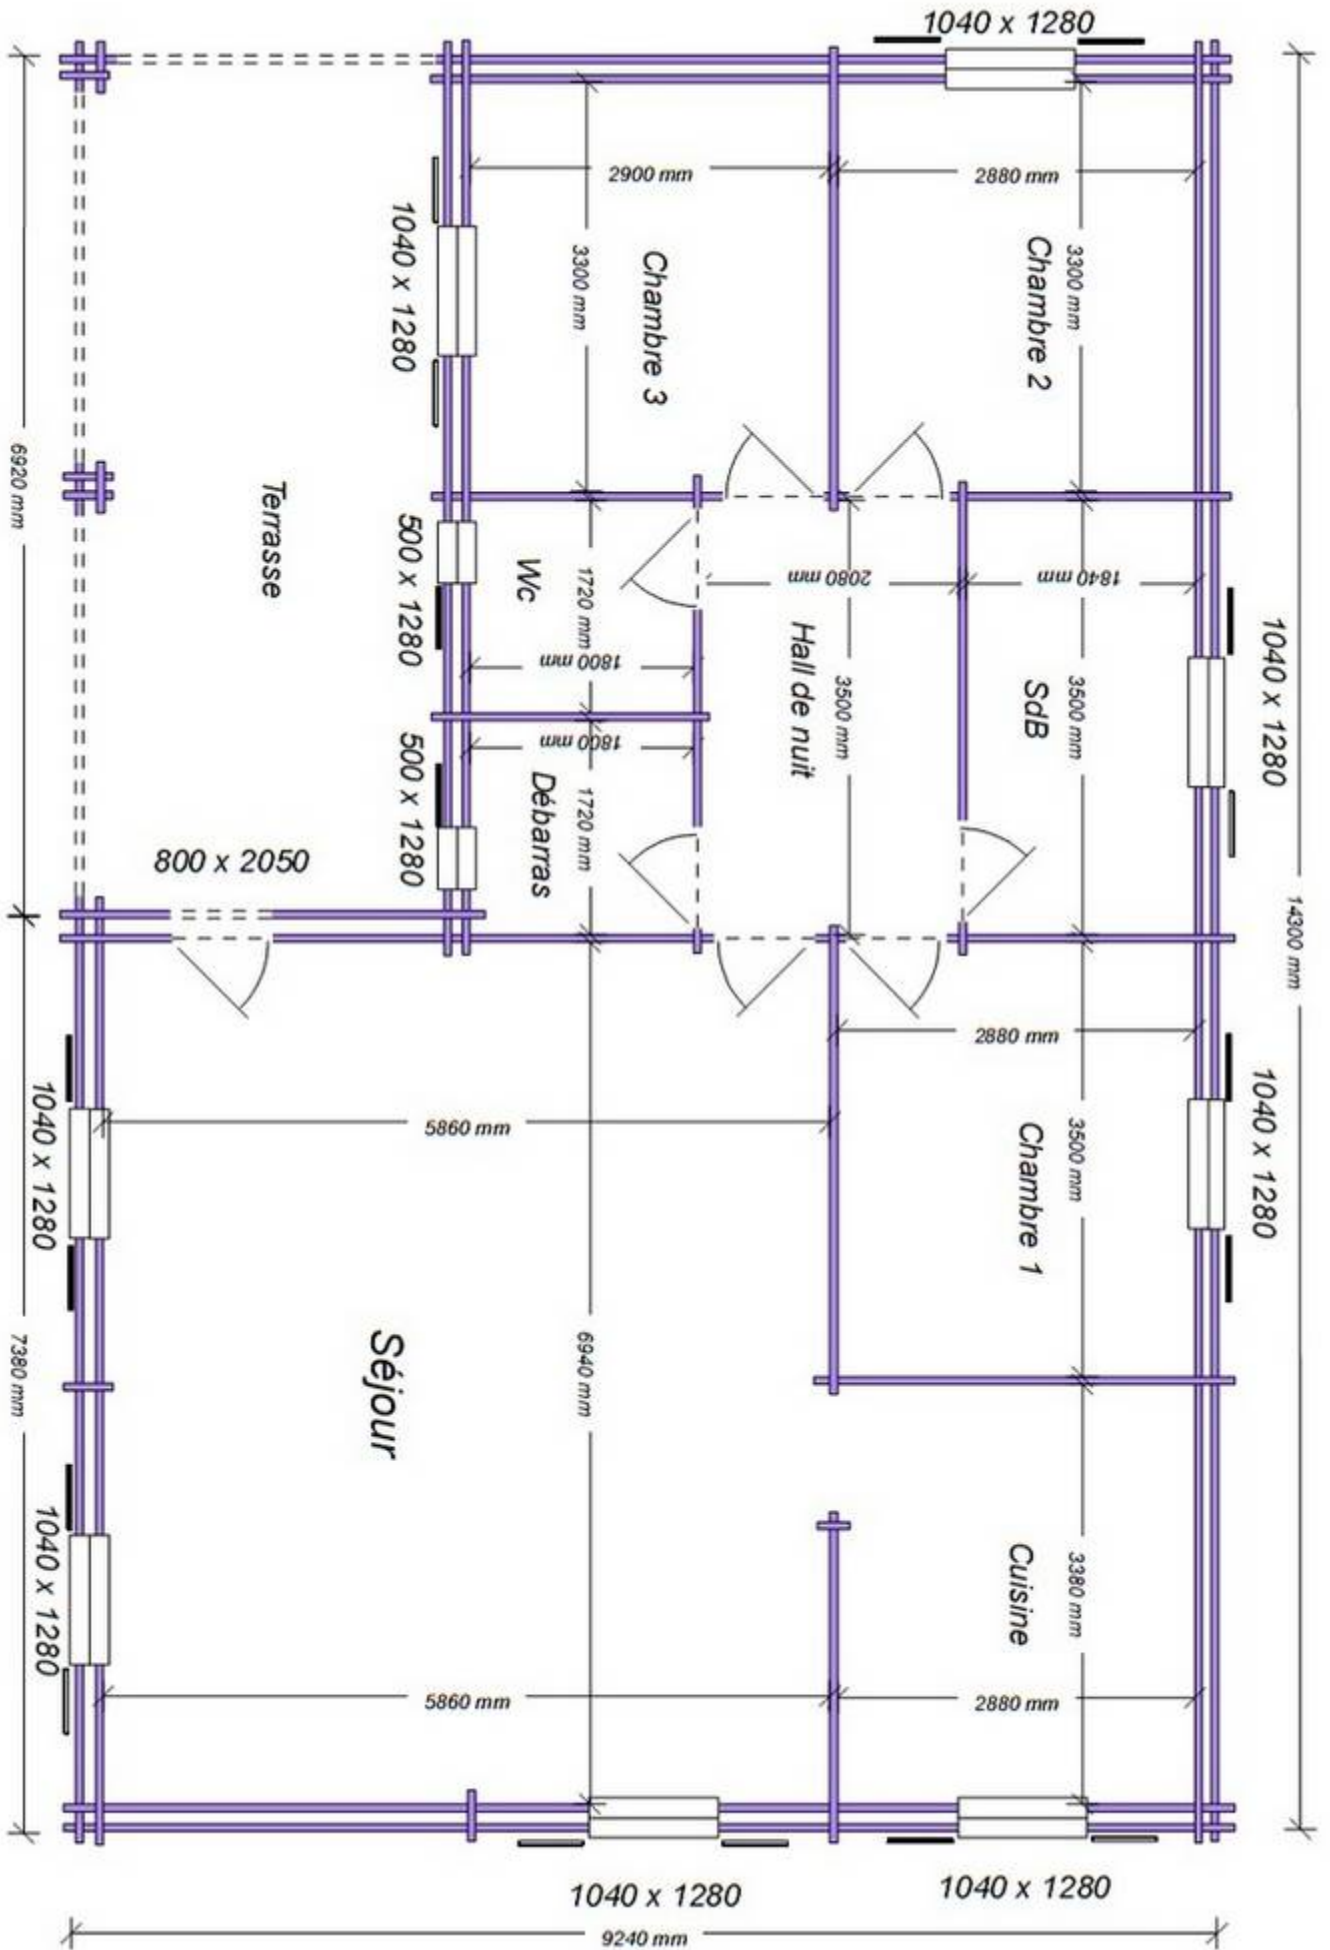 1040 x 1280
2900 mm
2880 mm
1040 x 1280
3300 mm
Chambre 3
Chambre 2
3300 mm
6920 mm
Terrasse
500 x 1280
Wc
1720 mm
2080 mm
1840 mm
1800 mm
Hall de nuit
3500 mm
SdB
3500 mm
1040 x 1280
1800 mm
500 x 1280
Débarras
1720 mm
800 x 2050
14300 mm
2880 mm
1040 x 1280
5860 mm
Chambre 1
3500 mm
1040 x 1280
7380 mm
Séjour
6940 mm
1040 x 1280
Cuisine
3380 mm
5860 mm
2880 mm
1040 x 1280
1040 x 1280
9240 mm